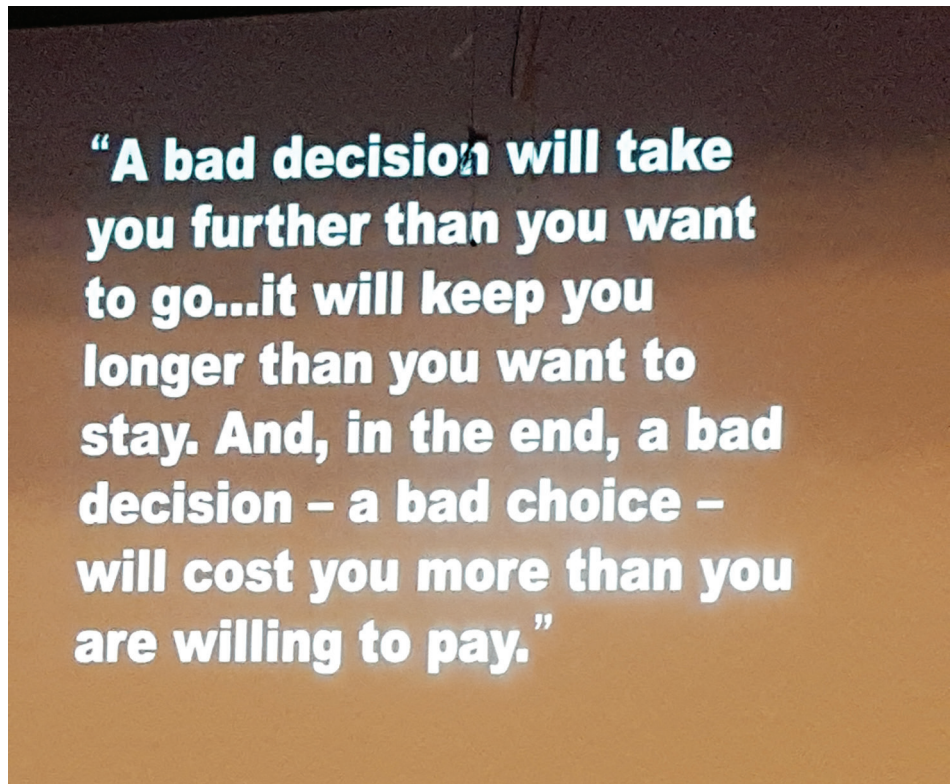 “A bad decision will take
you further than you want
to go...it will keep you
longer than you want to
stay. And, in the end, a bad
decision – a bad choice –
will cost you more than you
are willing to pay.”